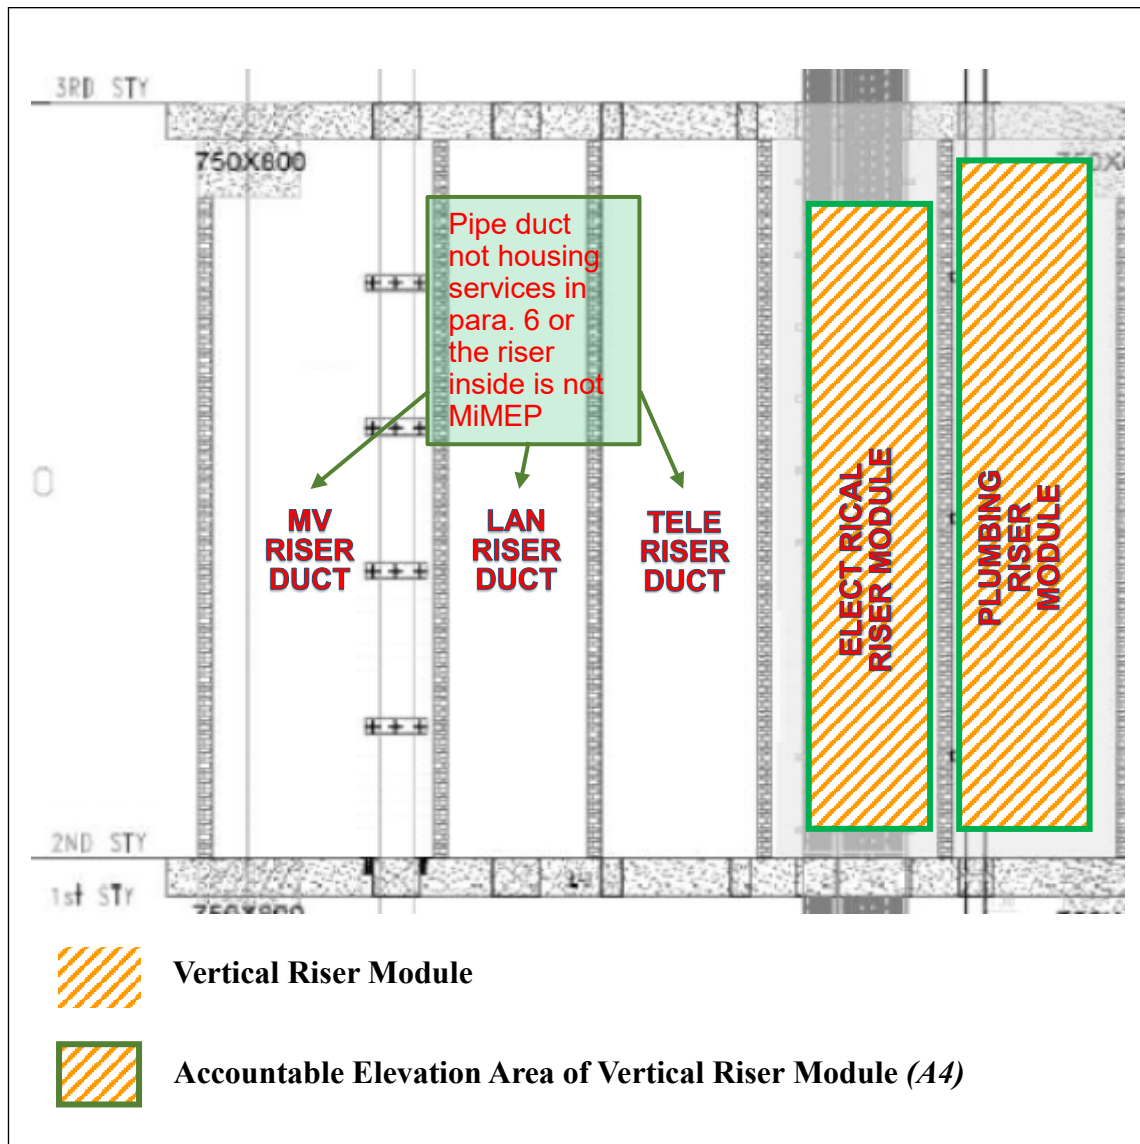 3RD STY
750X800
Pipe duct
not housing
services in
para. 6 or
the riser
inside is not
MiMEP
MV
RISER
DUCT
LAN
RISER
DUCT
TELE
RISER
DUCT
ELECT RICAL
RISER MODULE
PLUMBING
RISER
MODULE
2ND STY
1st STY
750X800
Vertical Riser Module
Accountable Elevation Area of Vertical Riser Module (A4)